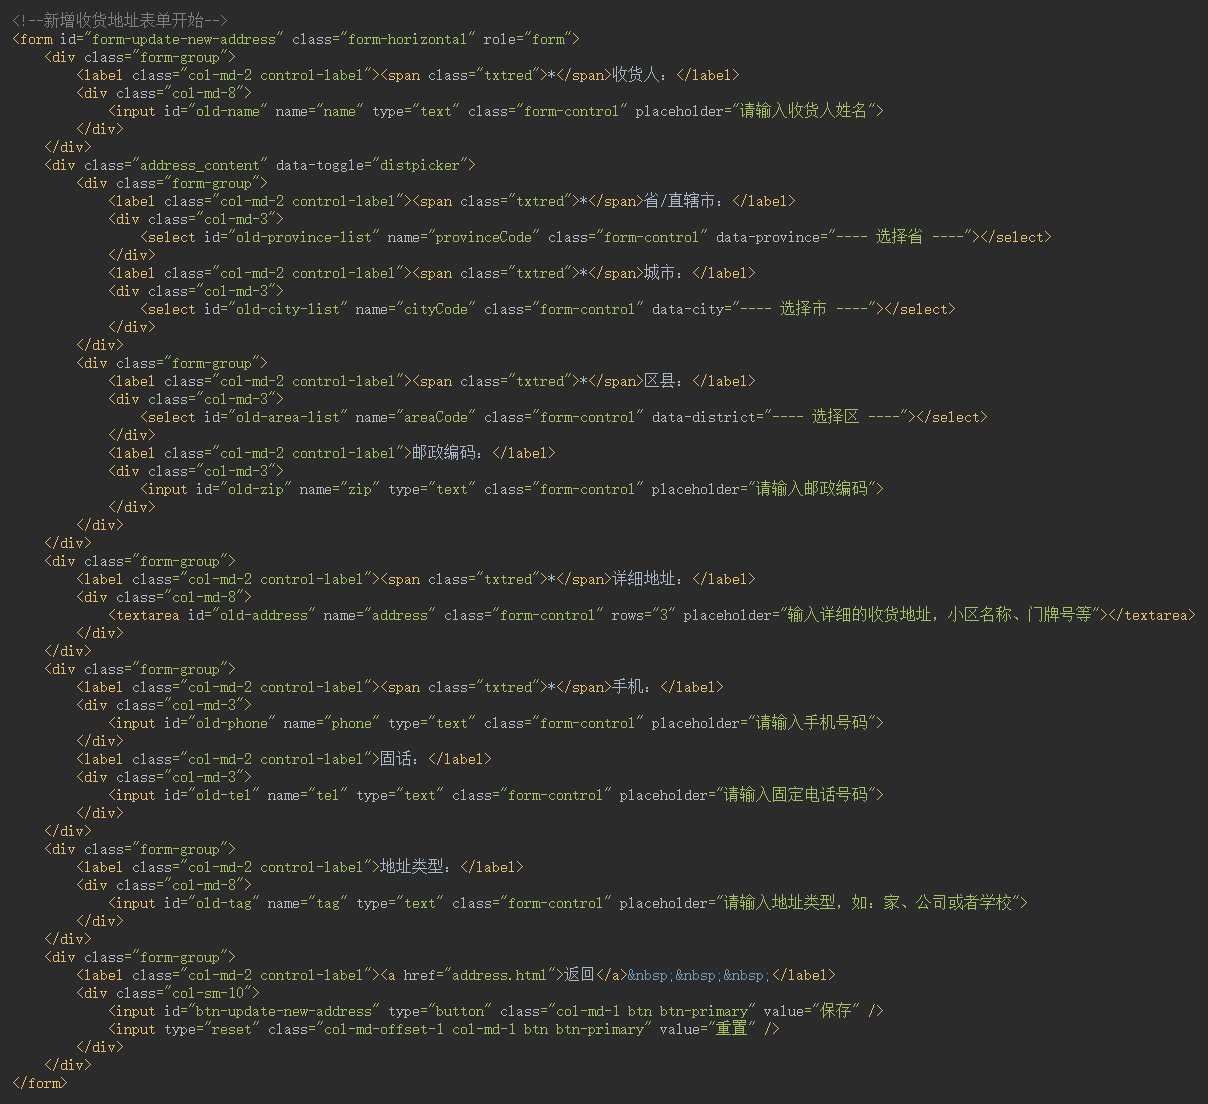 <!--新增收货地址表单开始-->
<form id="form-update-new-address" class="form-horizontal" role="form">
    <div class="form-group">
        <label class="col-md-2 control-label"><span class="txtred">*</span>收货人：</label>
        <div class="col-md-8">
            <input id="old-name" name="name" type="text" class="form-control" placeholder="请输入收货人姓名">
        </div>
    </div>
    <div class="address_content" data-toggle="distpicker">
        <div class="form-group">
            <label class="col-md-2 control-label"><span class="txtred">*</span>省/直辖市：</label>
            <div class="col-md-3">
                <select id="old-province-list" name="provinceCode" class="form-control" data-province="---- 选择省 ----"></select>
            </div>
            <label class="col-md-2 control-label"><span class="txtred">*</span>城市：</label>
            <div class="col-md-3">
                <select id="old-city-list" name="cityCode" class="form-control" data-city="---- 选择市 ----"></select>
            </div>
        </div>
        <div class="form-group">
            <label class="col-md-2 control-label"><span class="txtred">*</span>区县：</label>
            <div class="col-md-3">
                <select id="old-area-list" name="areaCode" class="form-control" data-district="---- 选择区 ----"></select>
            </div>
            <label class="col-md-2 control-label">邮政编码：</label>
            <div class="col-md-3">
                <input id="old-zip" name="zip" type="text" class="form-control" placeholder="请输入邮政编码">
            </div>
        </div>
    </div>
    <div class="form-group">
        <label class="col-md-2 control-label"><span class="txtred">*</span>详细地址：</label>
        <div class="col-md-8">
            <textarea id="old-address" name="address" class="form-control" rows="3" placeholder="输入详细的收货地址，小区名称、门牌号等"></textarea>
        </div>
    </div>
    <div class="form-group">
        <label class="col-md-2 control-label"><span class="txtred">*</span>手机：</label>
        <div class="col-md-3">
            <input id="old-phone" name="phone" type="text" class="form-control" placeholder="请输入手机号码">
        </div>
        <label class="col-md-2 control-label">固话：</label>
        <div class="col-md-3">
            <input id="old-tel" name="tel" type="text" class="form-control" placeholder="请输入固定电话号码">
        </div>
    </div>
    <div class="form-group">
        <label class="col-md-2 control-label">地址类型：</label>
        <div class="col-md-8">
            <input id="old-tag" name="tag" type="text" class="form-control" placeholder="请输入地址类型，如：家、公司或者学校">
        </div>
    </div>
    <div class="form-group">
        <label class="col-md-2 control-label"><a href="address.html">返回</a>&nbsp;&nbsp;&nbsp;</label>
        <div class="col-sm-10">
            <input id="btn-update-new-address" type="button" class="col-md-1 btn btn-primary" value="保存" />
            <input type="reset" class="col-md-offset-1 col-md-1 btn btn-primary" value="重置" />
        </div>
    </div>
</form>